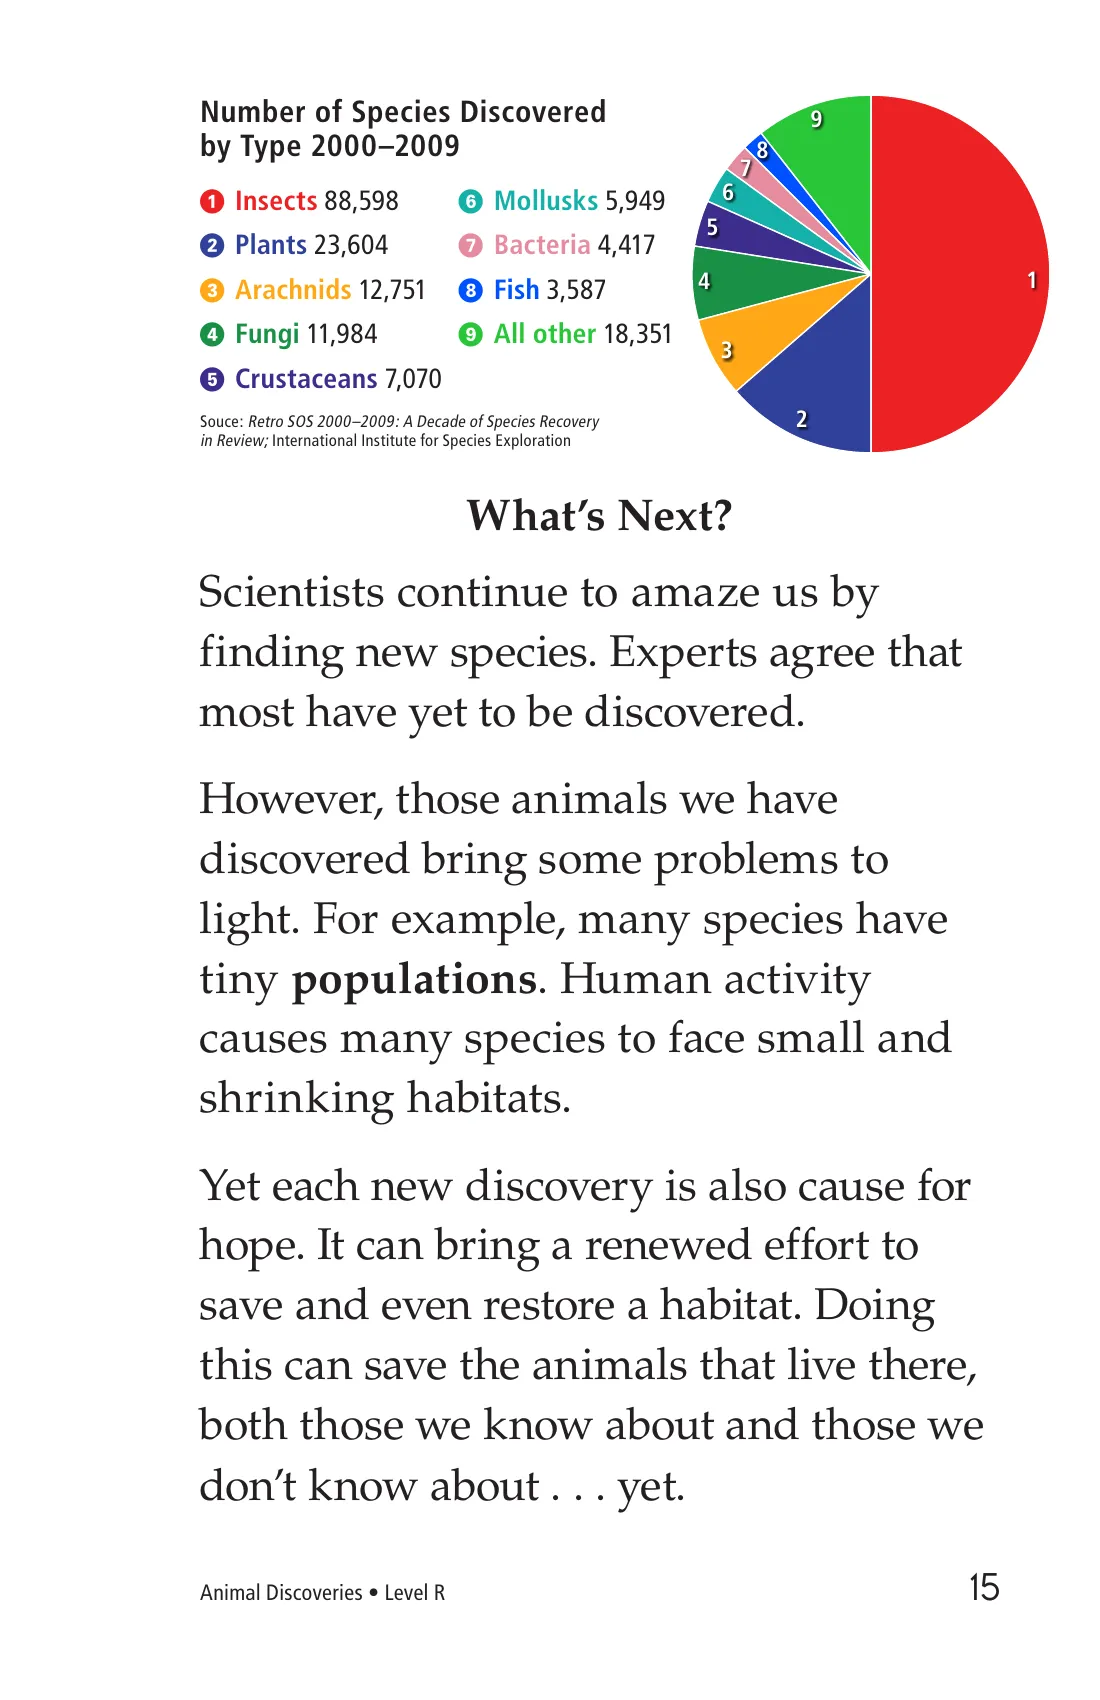 Number of Species Discovered
by Type 2000–2009
1 Insects 88,598
2 Plants 23,604
3 Arachnids 12,751
4 Fungi 11,984
5 Crustaceans 7,070
6 Mollusks 5,949
7 Bacteria 4,417
8 Fish 3,587
9 All other 18,351
Souce: Retro SOS 2000–2009: A Decade of Species Recovery
in Review; International Institute for Species Exploration
1
2
3
4
5
6
7
8
9
What’s Next?
Scientists continue to amaze us by
finding new species. Experts agree that
most have yet to be discovered.
However, those animals we have
discovered bring some problems to
light. For example, many species have
tiny populations. Human activity
causes many species to face small and
shrinking habitats.
Yet each new discovery is also cause for
hope. It can bring a renewed effort to
save and even restore a habitat. Doing
this can save the animals that live there,
both those we know about and those we
don’t know about . . . yet.
Animal Discoveries • Level R
15